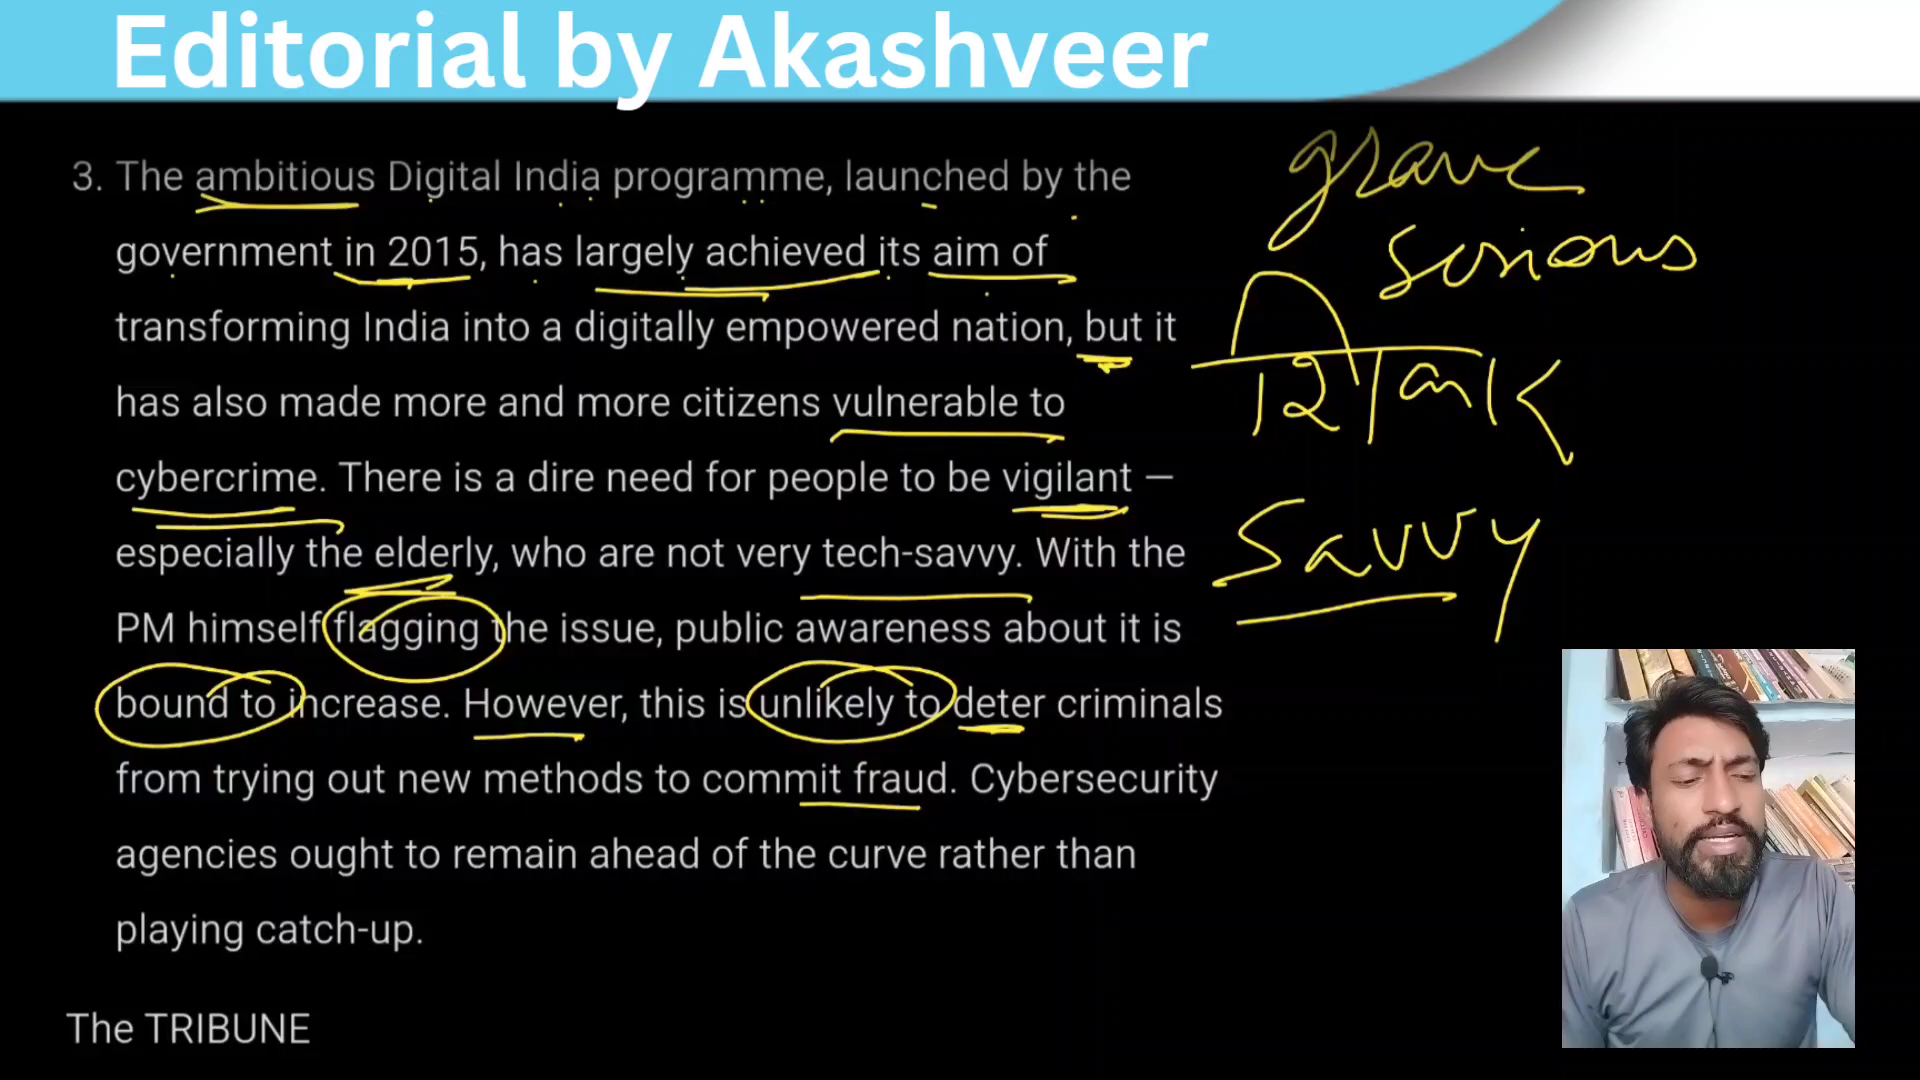 Editorial by Akashveer
3. The ambitious Digital India programme, launched by the
government in 2015, has largely achieved its aim of
transforming India into a digitally empowered nation, but it
has also made more and more citizens vulnerable to
cybercrime. There is a dire need for people to be vigilant —
especially the elderly, who are not very tech-savvy. With the
PM himself flagging the issue, public awareness about it is
bound to increase. However, this is unlikely to deter criminals
from trying out new methods to commit fraud. Cybersecurity
agencies ought to remain ahead of the curve rather than
playing catch-up.
The TRIBUNE
grave
serious
savvy